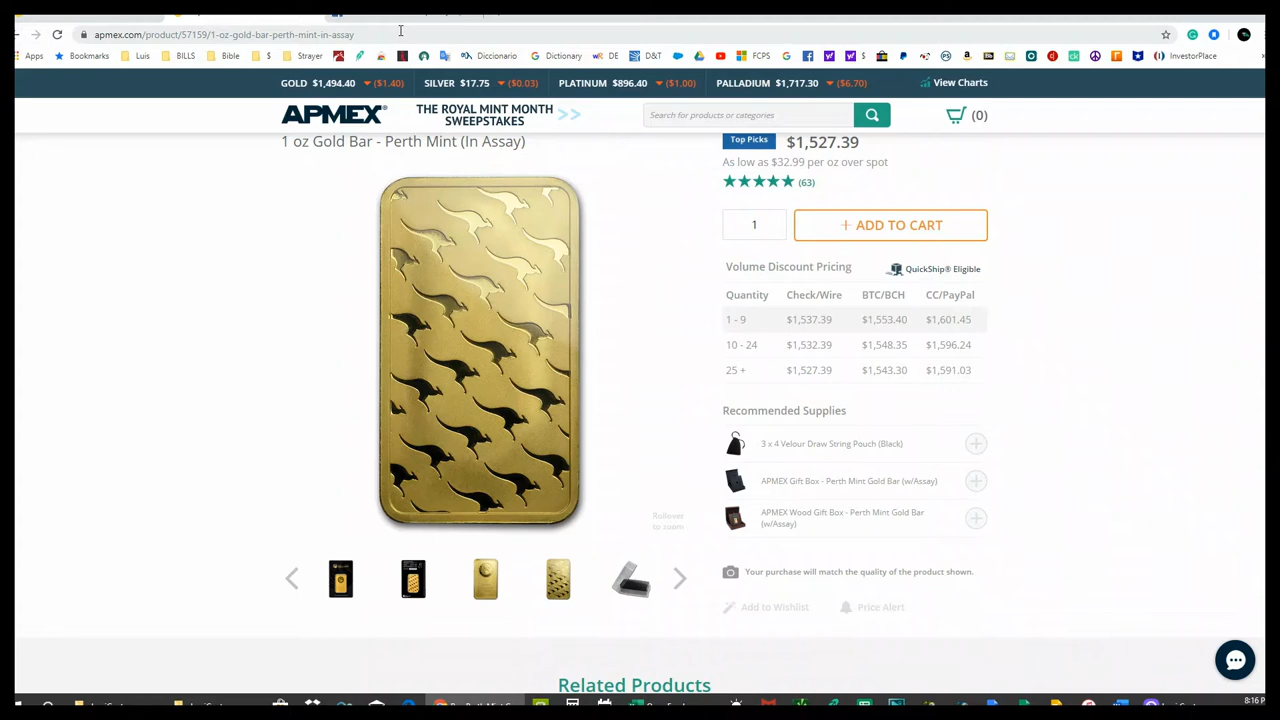 apmex.com/product/57159/1-oz-gold-bar-perth-mint-in-assay
Apps Bookmarks Luis BILLS Bible $ Strayer Diccionario Dictionary DE D&T FCPS $ InvestorPlace
GOLD $1,494.40 ($1.40) SILVER $17.75 ($0.03) PLATINUM $896.40 ($1.00) PALLADIUM $1,717.30 ($6.70) View Charts
APMEX® THE ROYAL MINT MONTH
SWEEPSTAKES >> Search for products or categories (0)
1 oz Gold Bar - Perth Mint (In Assay)
Top Picks $1,527.39
As low as $32.99 per oz over spot
(63)
1 + ADD TO CART
Volume Discount Pricing QuickShip® Eligible
Quantity Check/Wire BTC/BCH CC/PayPal
1 - 9 $1,537.39 $1,553.40 $1,601.45
10 - 24 $1,532.39 $1,548.35 $1,596.24
25 + $1,527.39 $1,543.30 $1,591.03
Recommended Supplies
3 x 4 Velour Draw String Pouch (Black)
APMEX Gift Box - Perth Mint Gold Bar (w/Assay)
APMEX Wood Gift Box - Perth Mint Gold Bar
(w/Assay)
Rollover
to zoom
Your purchase will match the quality of the product shown.
Add to Wishlist Price Alert
Related Products
8:16 P